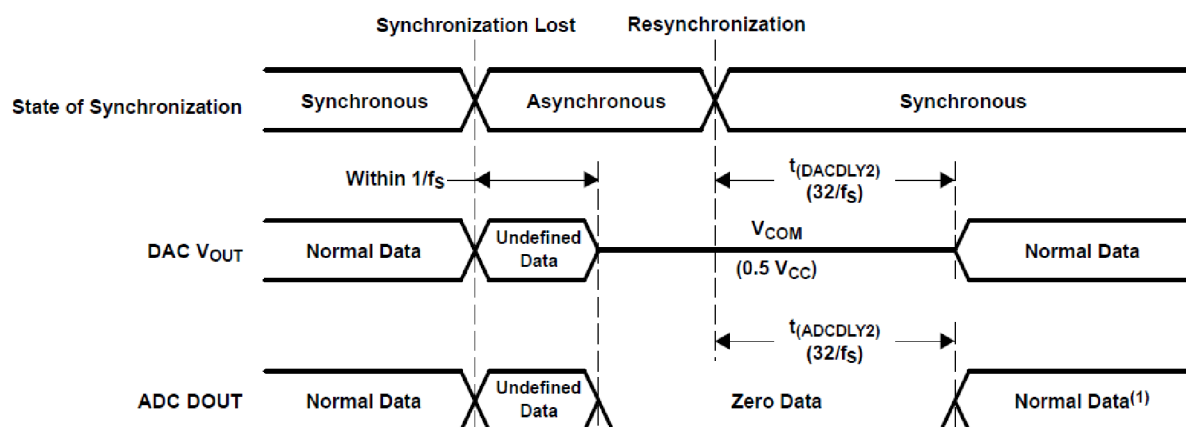 Synchronization Lost Resynchronization
State of Synchronization Synchronous Asynchronous Synchronous
Within 1/fS t(DACDLY2)
(32/fS)
DAC VOUT Normal Data Undefined Data VCOM Normal Data
(0.5 VCC)
t(ADCDLY2)
(32/fS)
ADC DOUT Normal Data Undefined Data Zero Data Normal Data(1)